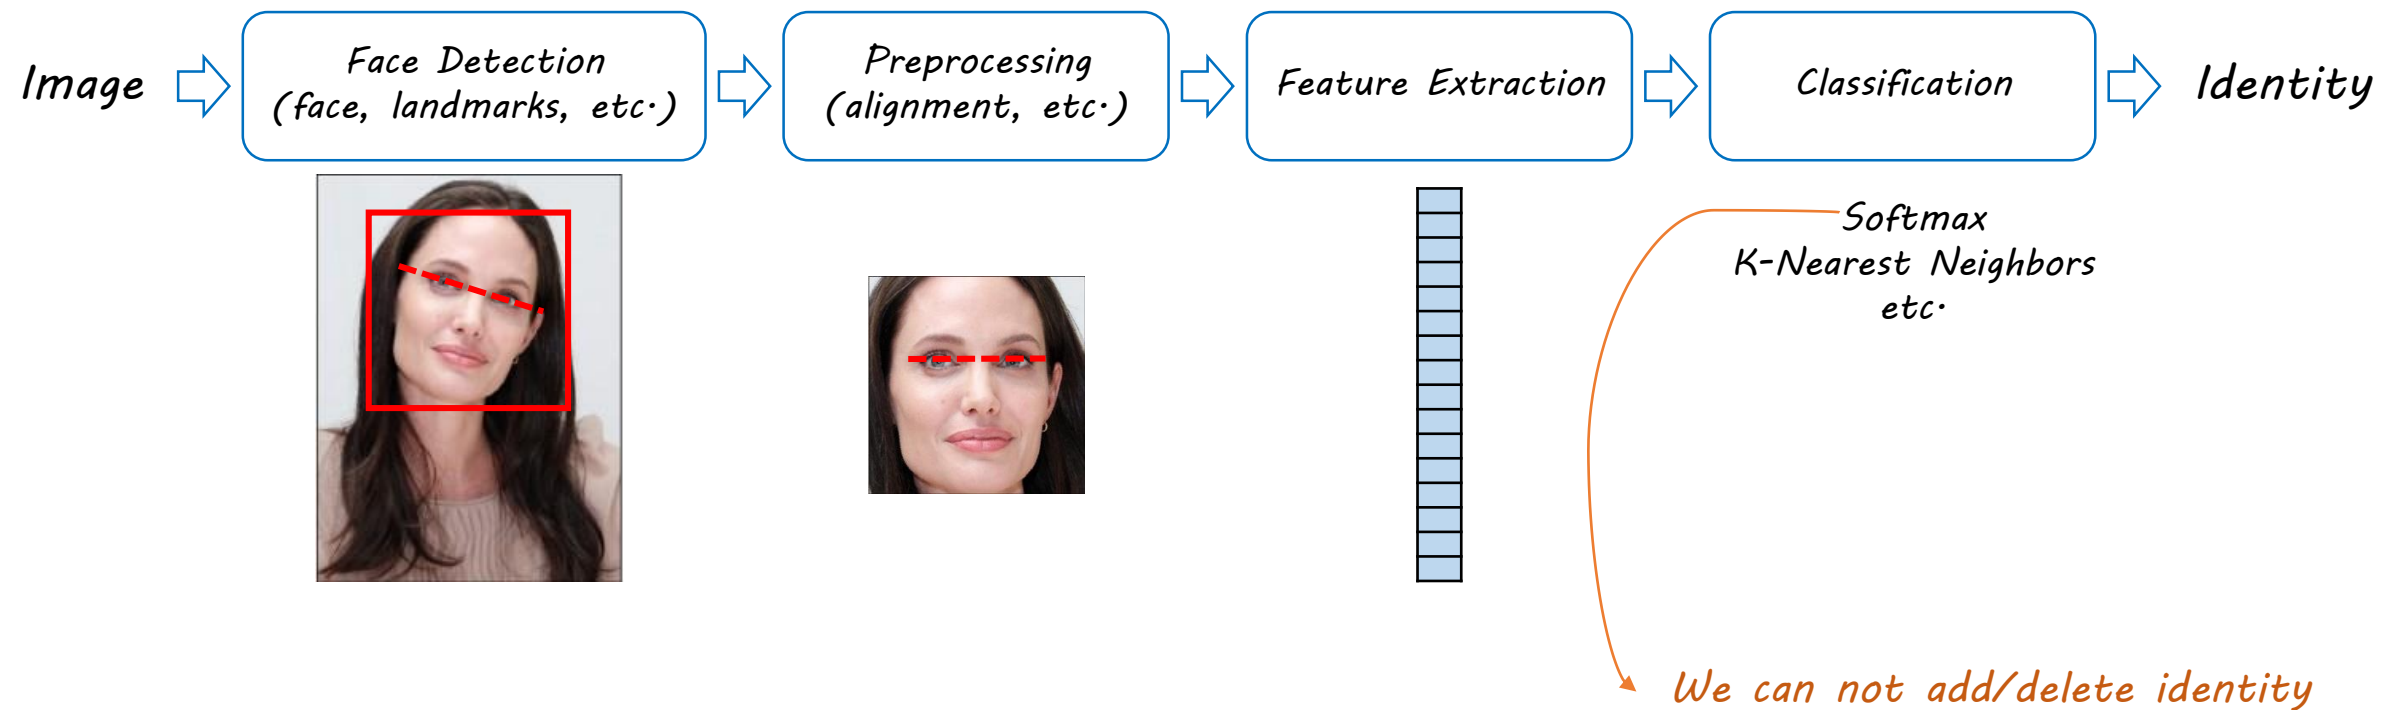 Image
Face Detection
(face, landmarks, etc.)
Preprocessing
(alignment, etc.)
Feature Extraction
Classification
Identity
Softmax
K-Nearest Neighbors
etc.
We can not add/delete identity